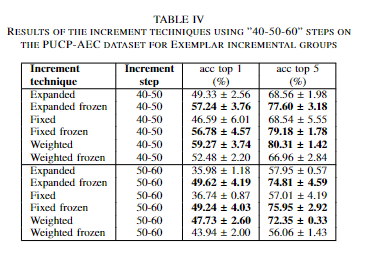 TABLE IV
RESULTS OF THE INCREMENT TECHNIQUES USING "40-50-60" STEPS ON
THE PUCP-AEC DATASET FOR EXEMPLAR INCREMENTAL GROUPS
Increment technique Increment step acc top 1 (%) acc top 5 (%)
Expanded 40-50 49.33 ± 2.56 68.56 ± 1.98
Expanded frozen 40-50 57.24 ± 3.76 77.60 ± 3.18
Fixed 40-50 46.59 ± 6.01 68.54 ± 5.55
Fixed frozen 40-50 56.78 ± 4.57 79.18 ± 1.78
Weighted 40-50 59.27 ± 3.74 80.31 ± 1.42
Weighted frozen 40-50 52.48 ± 2.20 66.96 ± 2.84
Expanded 50-60 35.98 ± 1.18 57.95 ± 0.57
Expanded frozen 50-60 49.62 ± 4.19 74.81 ± 4.59
Fixed 50-60 36.74 ± 0.87 57.01 ± 4.19
Fixed frozen 50-60 49.24 ± 4.03 75.95 ± 2.92
Weighted 50-60 47.73 ± 2.60 72.35 ± 0.33
Weighted frozen 50-60 43.94 ± 2.00 56.06 ± 1.43